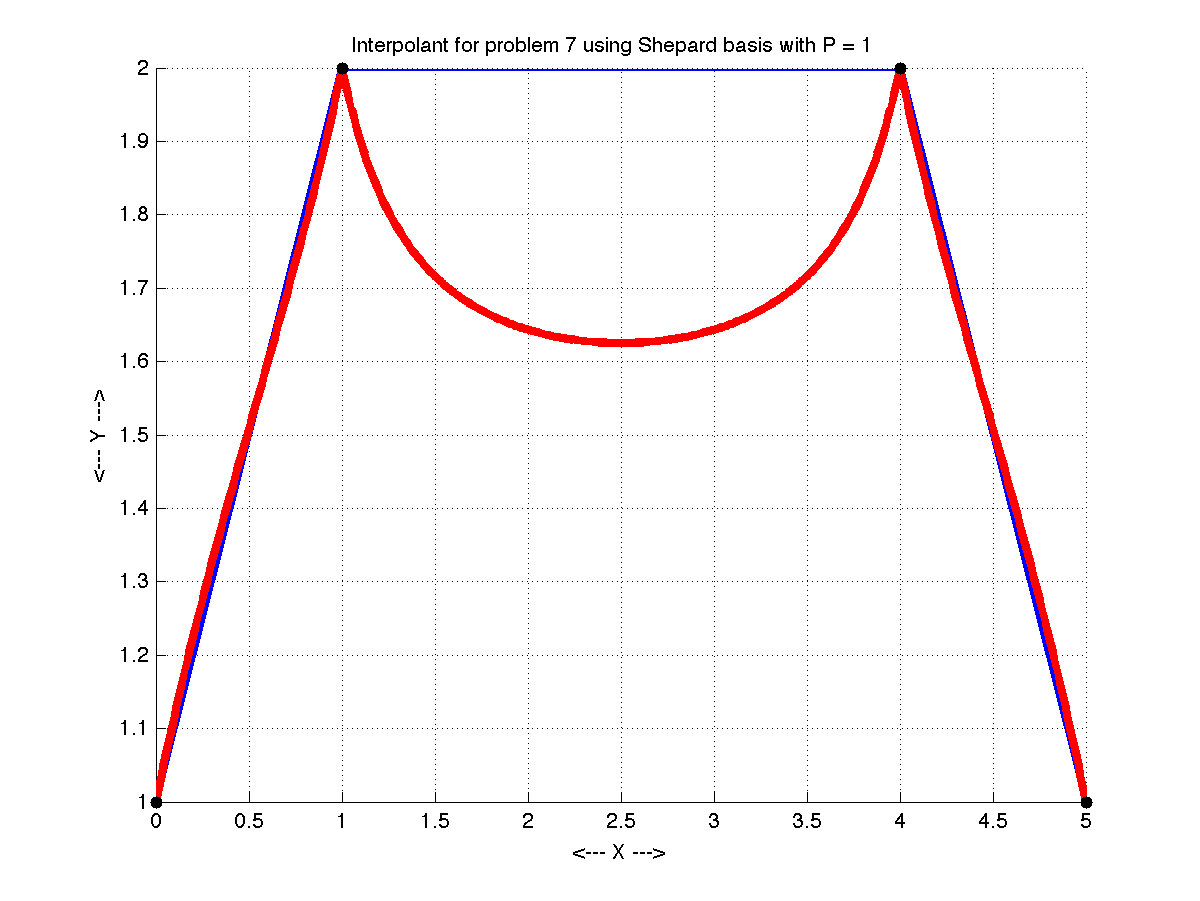 Interpolant for problem 7 using Shepard basis with P = 1
2
1.9
1.8
1.7
1.6
1.5
1.4
1.3
1.2
1.1
1
<--- Y --->
0 0.5 1 1.5 2 2.5 3 3.5 4 4.5 5
<--- X --->